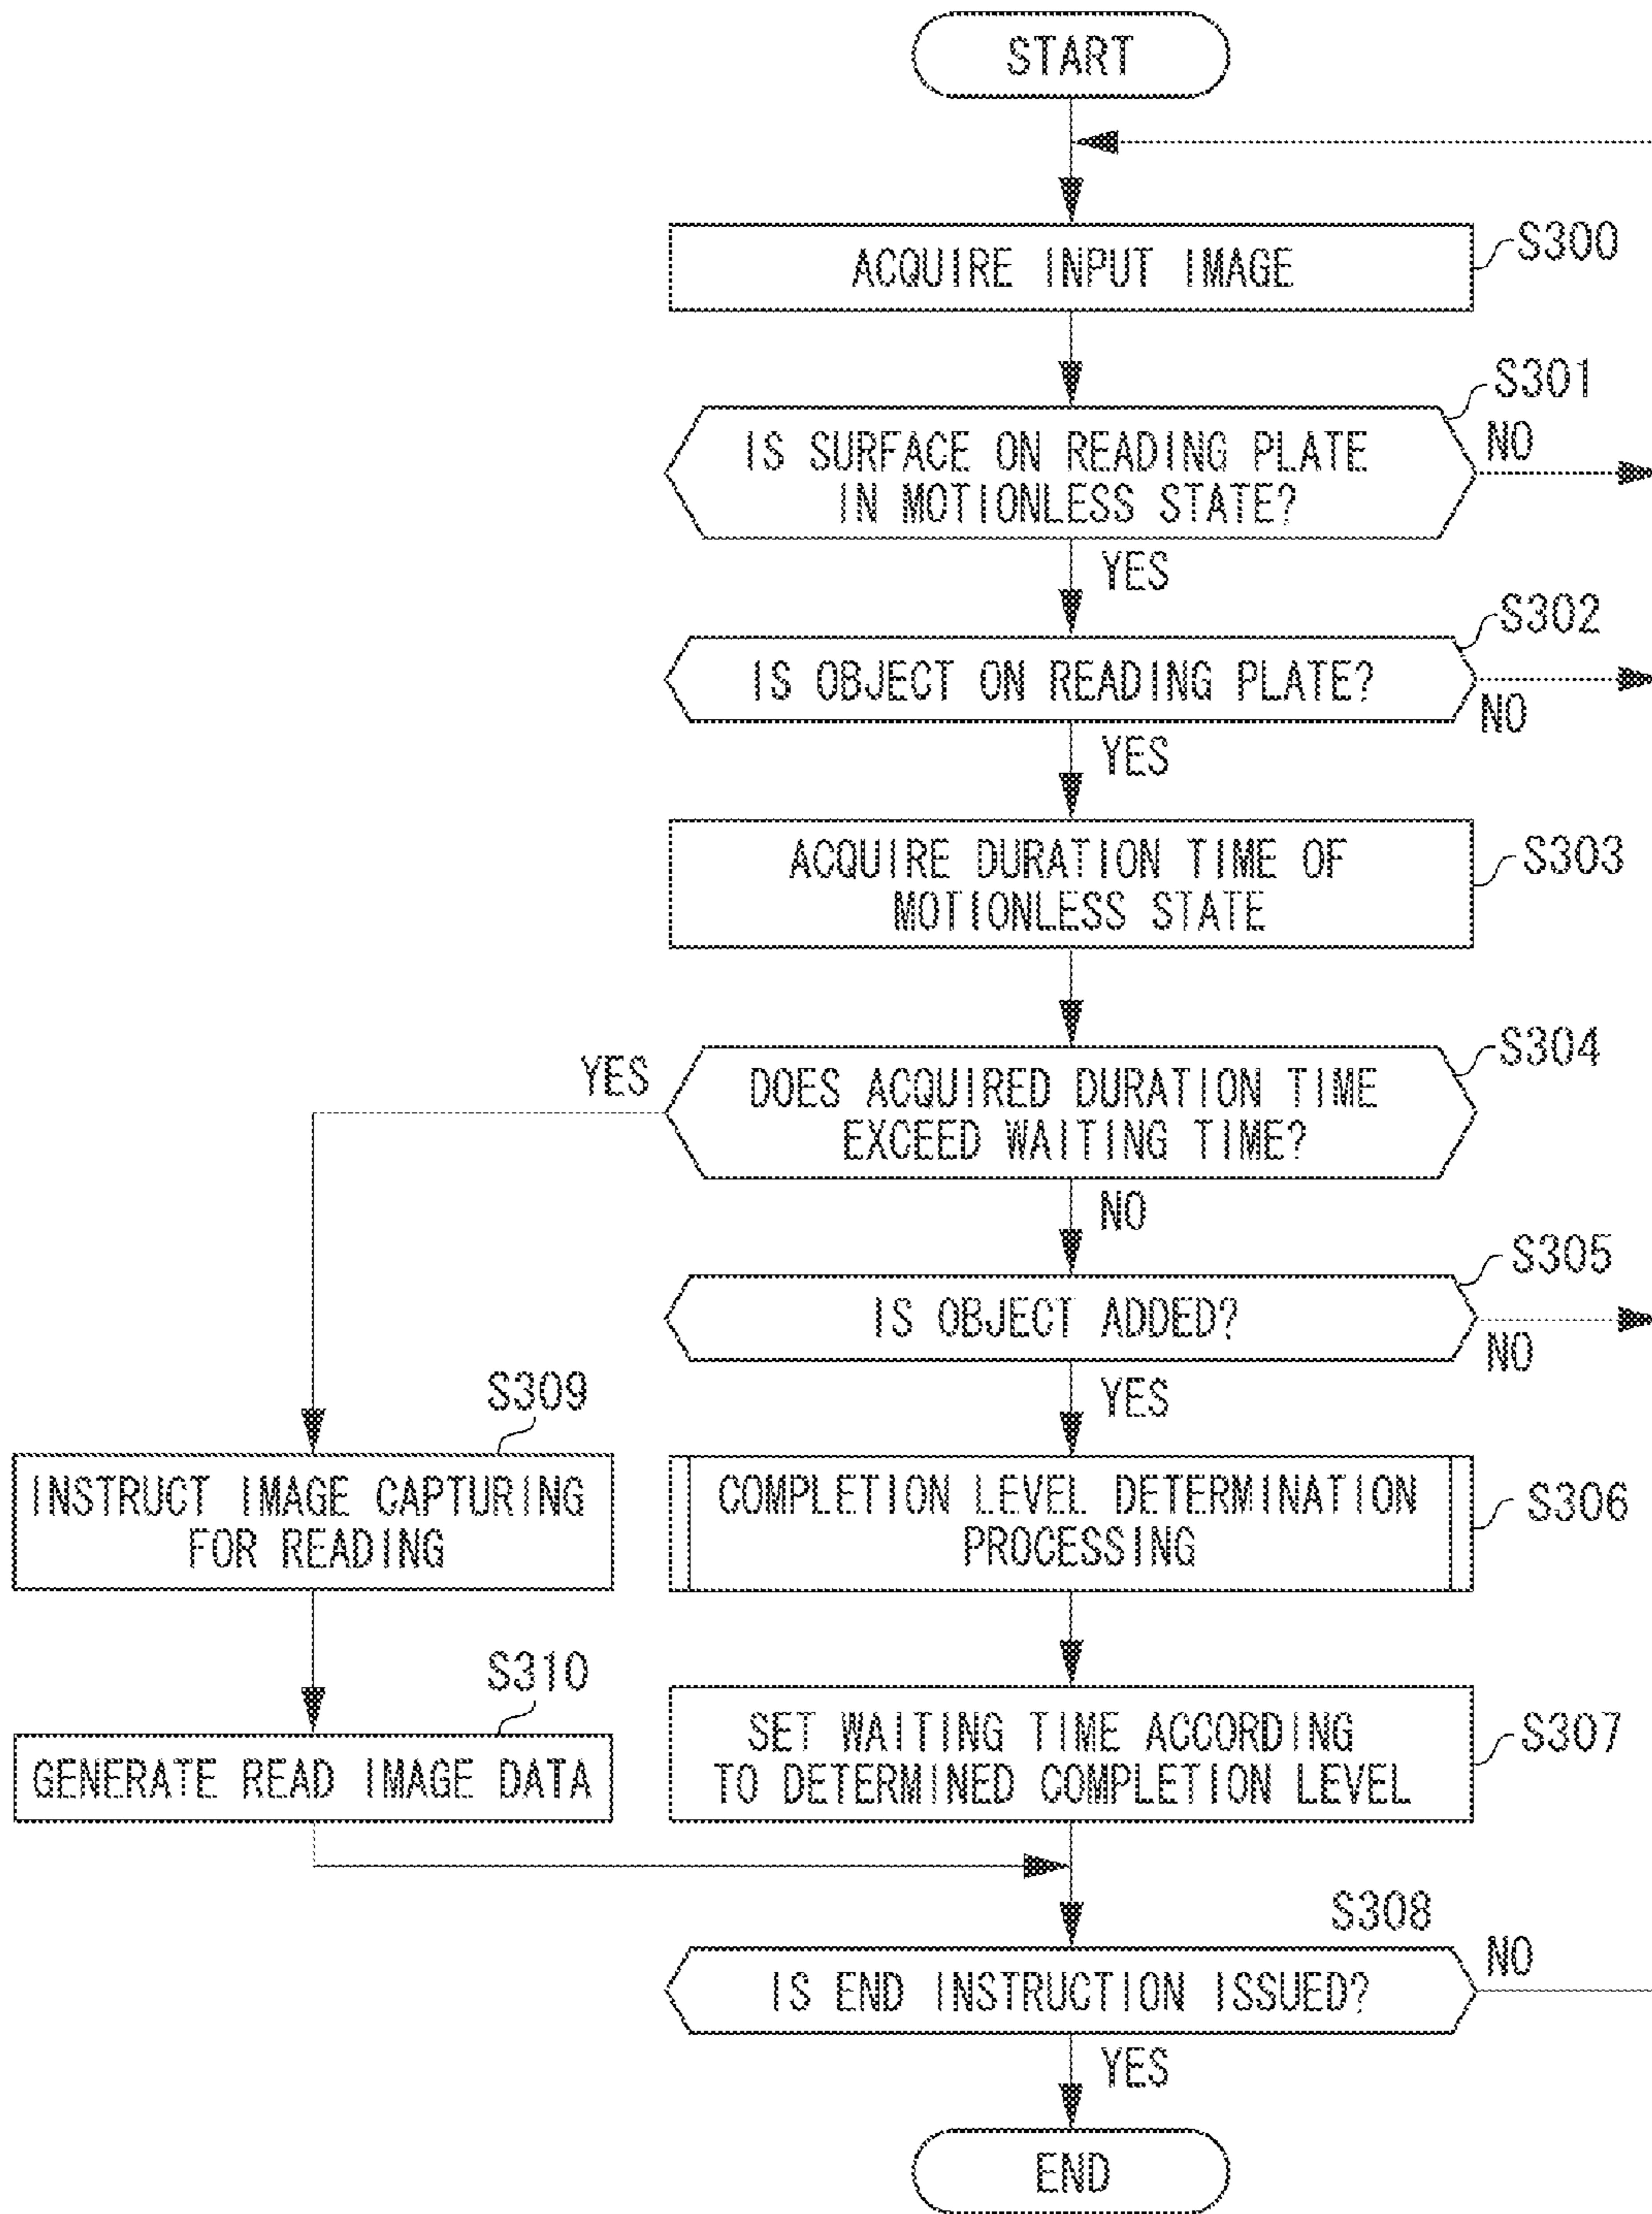 START
ACQUIRE INPUT IMAGE
S300
S301
IS SURFACE ON READING PLATE
IN MOTIONLESS STATE?
NO
YES
S302
IS OBJECT ON READING PLATE?
NO
YES
ACQUIRE DURATION TIME OF
MOTIONLESS STATE
S303
S304
YES
DOES ACQUIRED DURATION TIME
EXCEED WAITING TIME?
NO
S305
IS OBJECT ADDED?
NO
YES
S309
INSTRUCT IMAGE CAPTURING
FOR READING
COMPLETION LEVEL DETERMINATION
PROCESSING
S306
S310
GENERATE READ IMAGE DATA
SET WAITING TIME ACCORDING
TO DETERMINED COMPLETION LEVEL
S307
S308
IS END INSTRUCTION ISSUED?
NO
YES
END